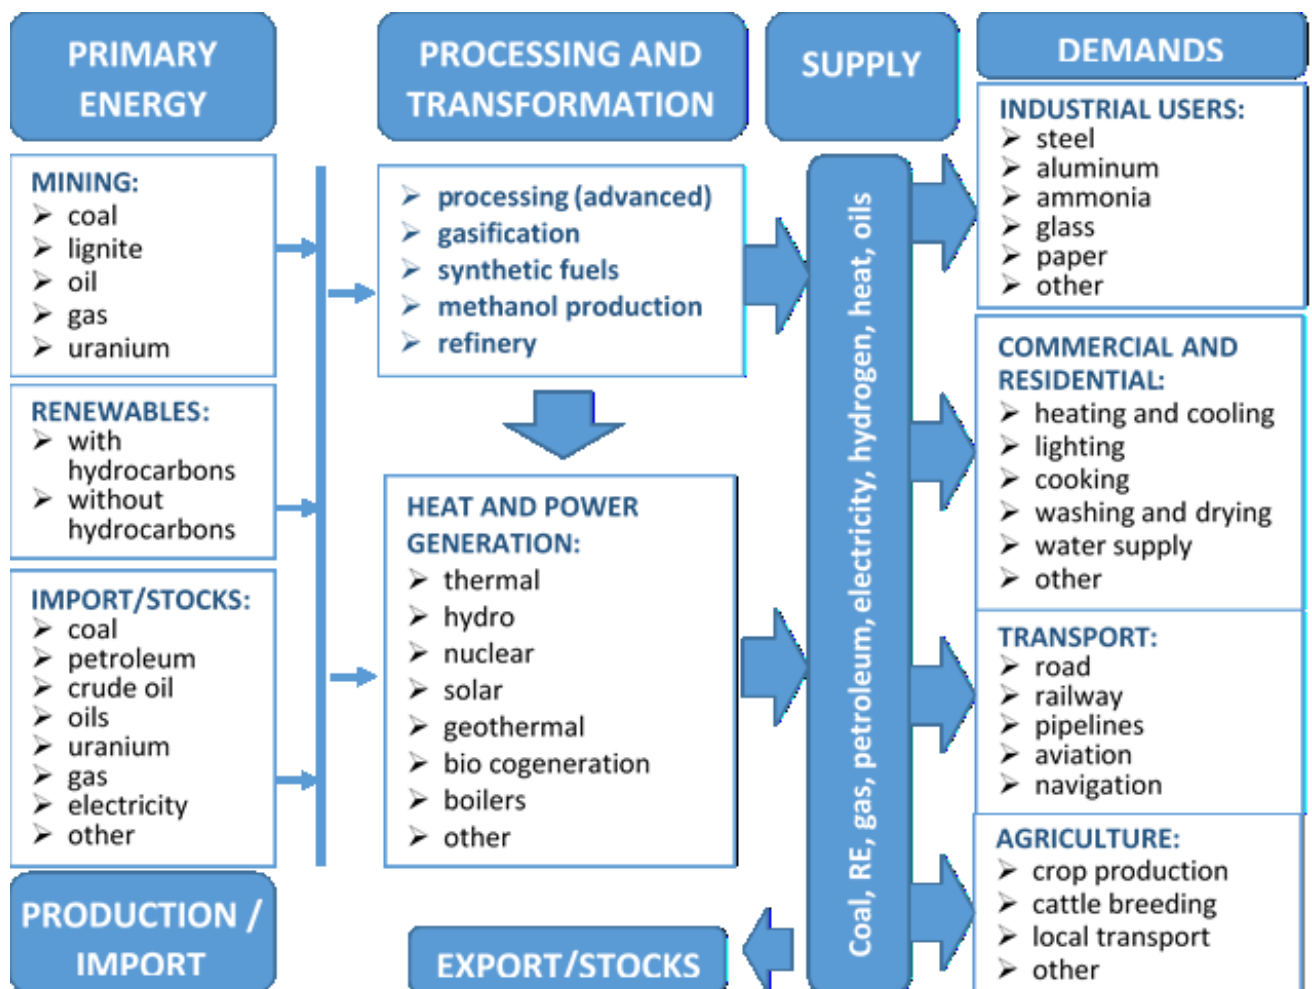 PRIMARY
ENERGY
MINING:
coal
lignite
oil
gas
uranium
RENEWABLES:
with
hydrocarbons
without
hydrocarbons
IMPORT/STOCKS:
coal
petroleum
crude oil
oils
uranium
gas
electricity
other
PRODUCTION /
IMPORT
PROCESSING AND
TRANSFORMATION
processing (advanced)
gasification
synthetic fuels
methanol production
refinery
HEAT AND POWER
GENERATION:
thermal
hydro
nuclear
solar
geothermal
bio cogeneration
boilers
other
EXPORT/STOCKS
SUPPLY
Coal, RE, gas, petroleum, electricity, hydrogen, heat, oils
DEMANDS
INDUSTRIAL USERS:
steel
aluminum
ammonia
glass
paper
other
COMMERCIAL AND
RESIDENTIAL:
heating and cooling
lighting
cooking
washing and drying
water supply
other
TRANSPORT:
road
railway
pipelines
aviation
navigation
AGRICULTURE:
crop production
cattle breeding
local transport
other